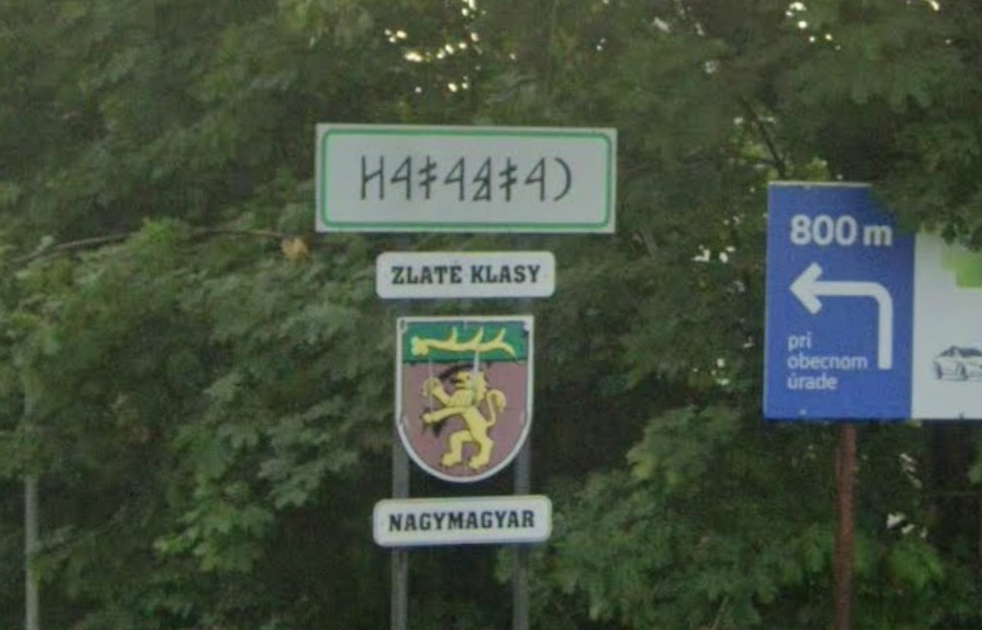 𐲙𐲀𐲎𐲘𐲀𐲎𐲀𐲢
ZLATÉ KLASY
NAGYMAGYAR
800 m
pri
obecnom
úrade